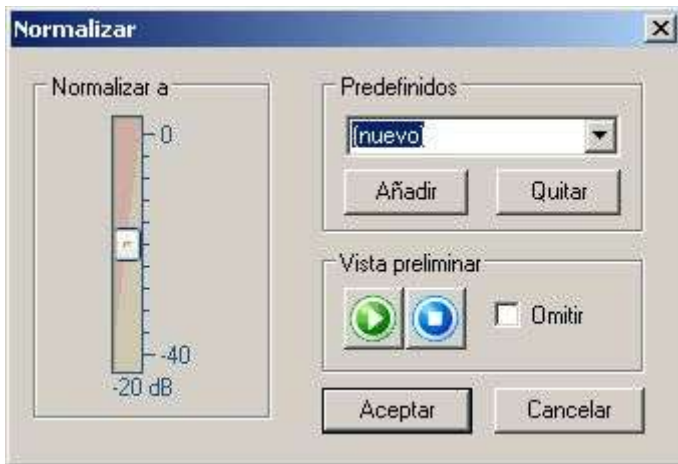 Normalizar
Normalizar a
0
-40
-20 dB
Predefinidos
[nuevo]
Añadir
Quitar
Vista preliminar
Omitir
Aceptar
Cancelar